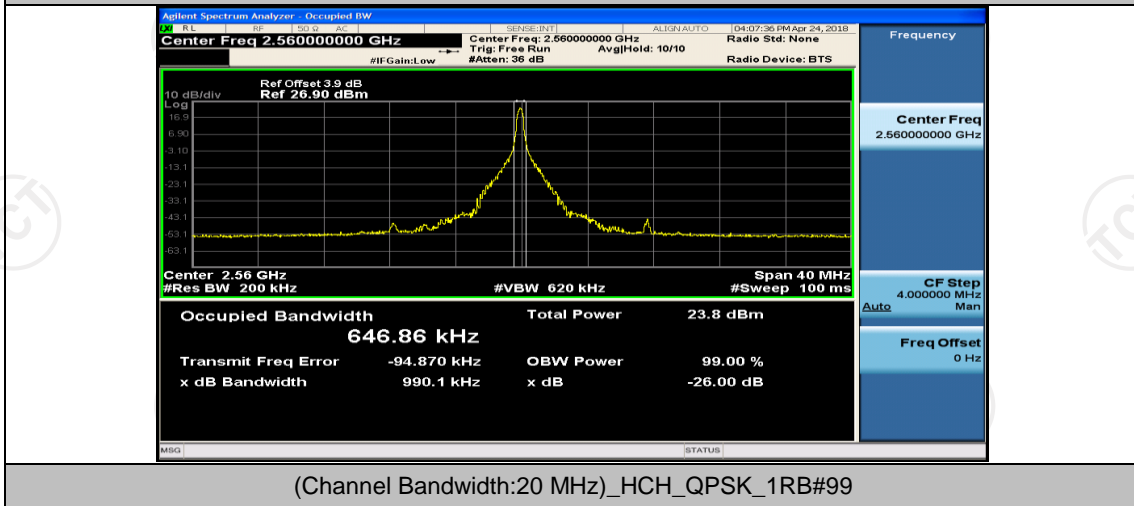 Agilent Spectrum Analyzer - Occupied BW
LXI RL RF 50 Ω AC SENSE:INT ALIGN AUTO 04:07:36 PM Apr 24, 2018
Center Freq 2.560000000 GHz Center Freq: 2.560000000 GHz Radio Std: None Frequency
Trig: Free Run Avg|Hold: 10/10
#IFGain:Low #Atten: 36 dB Radio Device: BTS
Ref Offset 3.9 dB
10 dB/div Ref 26.90 dBm
Log
16.9
6.90
-3.10
-13.1
-23.1
-33.1
-43.1
-53.1
-63.1
Center Freq
2.560000000 GHz
Center 2.56 GHz Span 40 MHz
#Res BW 200 kHz #VBW 620 kHz #Sweep 100 ms
CF Step
4.000000 MHz
Auto Man
Occupied Bandwidth Total Power 23.8 dBm
646.86 kHz
Freq Offset
0 Hz
Transmit Freq Error -94.870 kHz OBW Power 99.00 %
x dB Bandwidth 990.1 kHz x dB -26.00 dB
MSG STATUS
(Channel Bandwidth:20 MHz)_HCH_QPSK_1RB#99
TCT
TCT